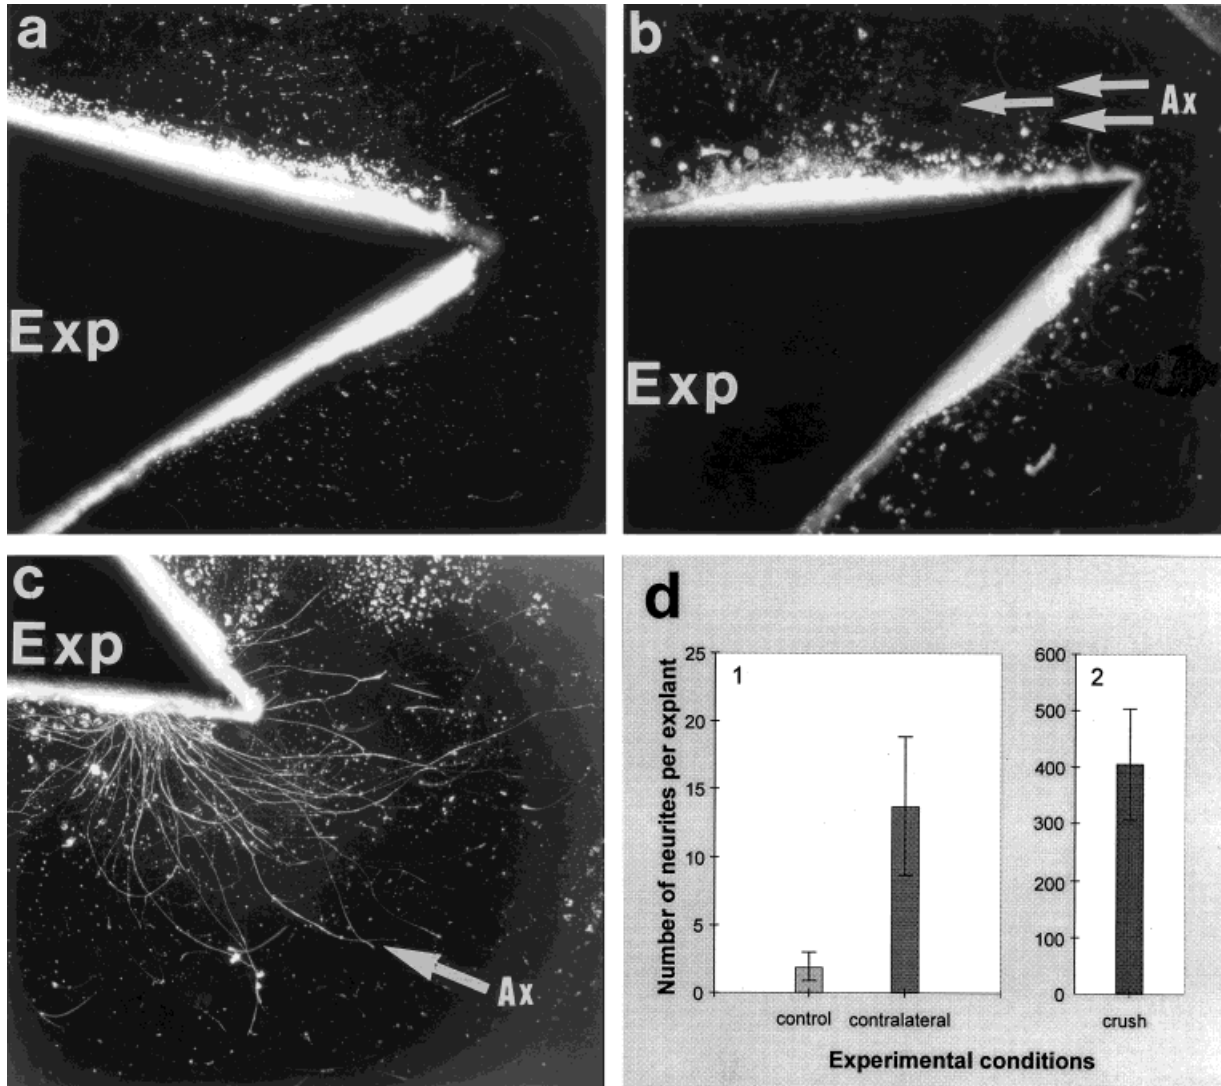 a
Exp
b
Ax
Exp
c
Exp
Ax
d
Number of neurites per explant
25
20
15
10
5
0
1
control contralateral
600
500
400
300
200
100
0
2
crush
Experimental conditions